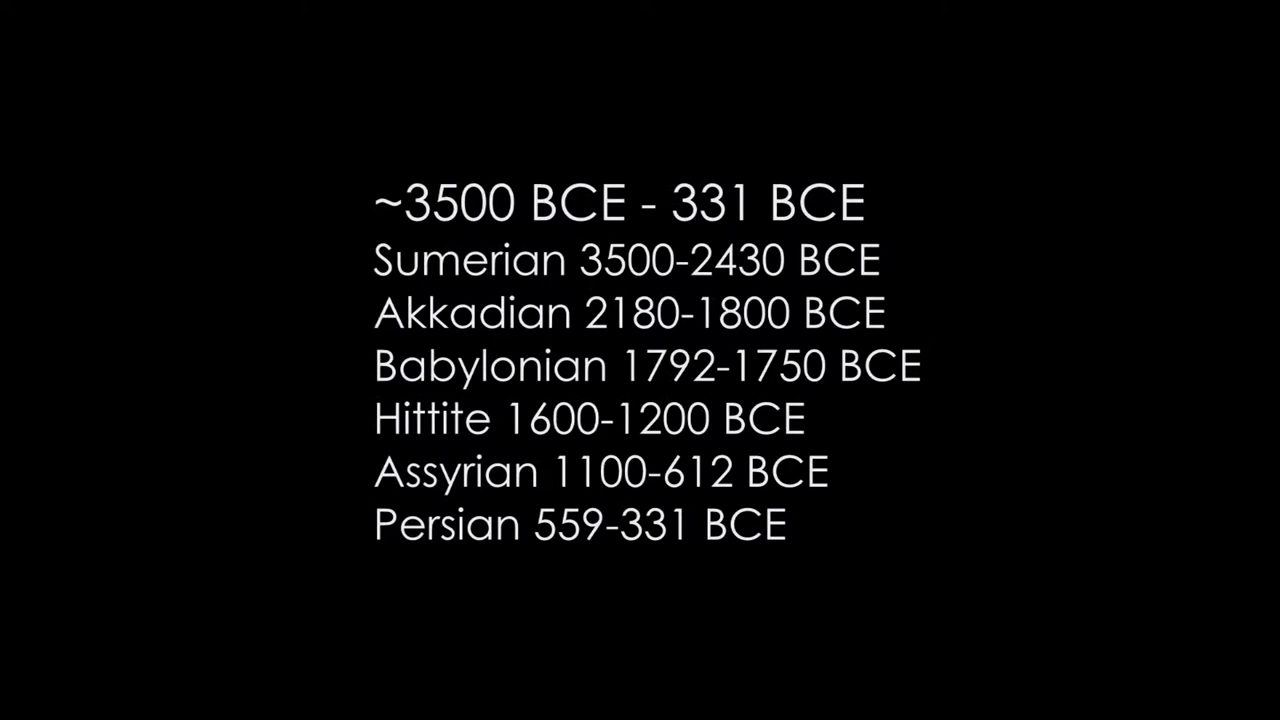 ~3500 BCE - 331 BCE
Sumerian 3500-2430 BCE
Akkadian 2180-1800 BCE
Babylonian 1792-1750 BCE
Hittite 1600-1200 BCE
Assyrian 1100-612 BCE
Persian 559-331 BCE